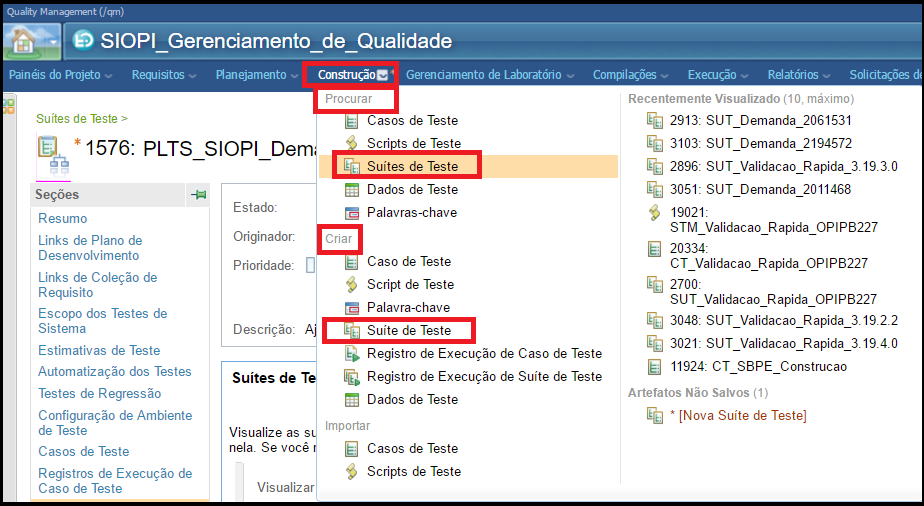 Quality Management (/qm)
SIOPI_Gerenciamento_de_Qualidade
Painéis do Projeto
Requisitos
Planejamento
Construção
Gerenciamento de Laboratório
Compilações
Execução
Relatórios
Solicitações de
Suítes de Teste >
* 1576: PLTS_SIOPI_Dema
Seções
Resumo
Links de Plano de
Desenvolvimento
Links de Coleção de
Requisito
Escopo dos Testes de
Sistema
Estimativas de Teste
Automatização dos Testes
Testes de Regressão
Configuração de Ambiente
de Teste
Casos de Teste
Registros de Execução de
Caso de Teste
Estado:
Originador:
Prioridade:
Descrição: Aj
Suítes de Te
Visualize as su
nela. Se você n
Visualizar
Procurar
Casos de Teste
Scripts de Teste
Suítes de Teste
Dados de Teste
Palavras-chave
Criar
Caso de Teste
Script de Teste
Palavra-chave
Suíte de Teste
Registro de Execução de Caso de Teste
Registro de Execução de Suíte de Teste
Dados de Teste
Importar
Casos de Teste
Scripts de Teste
Recentemente Visualizado (10, máximo)
2913: SUT_Demanda_2061531
3103: SUT_Demanda_2194572
2896: SUT_Validacao_Rapida_3.19.3.0
3051: SUT_Demanda_2011468
19021:
STM_Validacao_Rapida_OPIPB227
20334:
CT_Validacao_Rapida_OPIPB227
2700:
SUT_Validacao_Rapida_OPIPB227
3048: SUT_Validacao_Rapida_3.19.2.2
3021: SUT_Validacao_Rapida_3.19.4.0
11924: CT_SBPE_Construcao
Artefatos Não Salvos (1)
* [Nova Suíte de Teste]